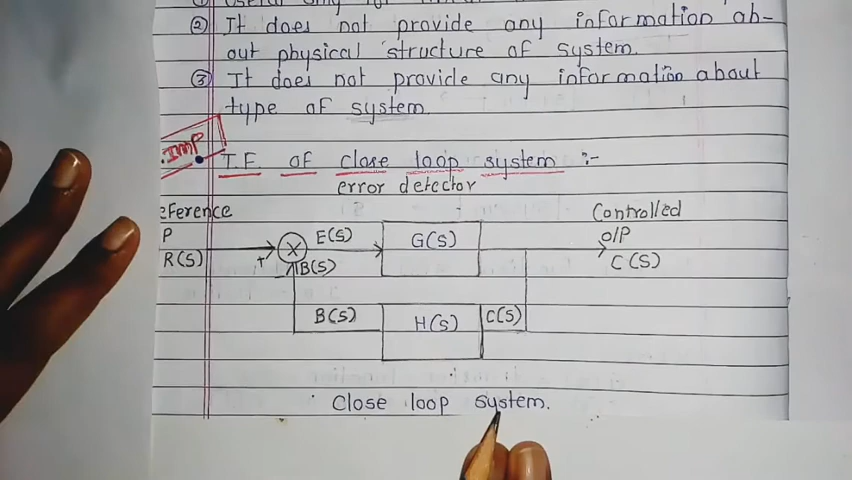 ② It does not provide any information ab-
out physical structure of system.
③ It does not provide any information about
type of system.
Imp
T.F. of close loop system :-
error detector
eference
Controlled
P
E(S)
G(S)
O/P
R(S)
+
B(S)
C(S)
B(S)
H(S)
C(S)
Close loop system.